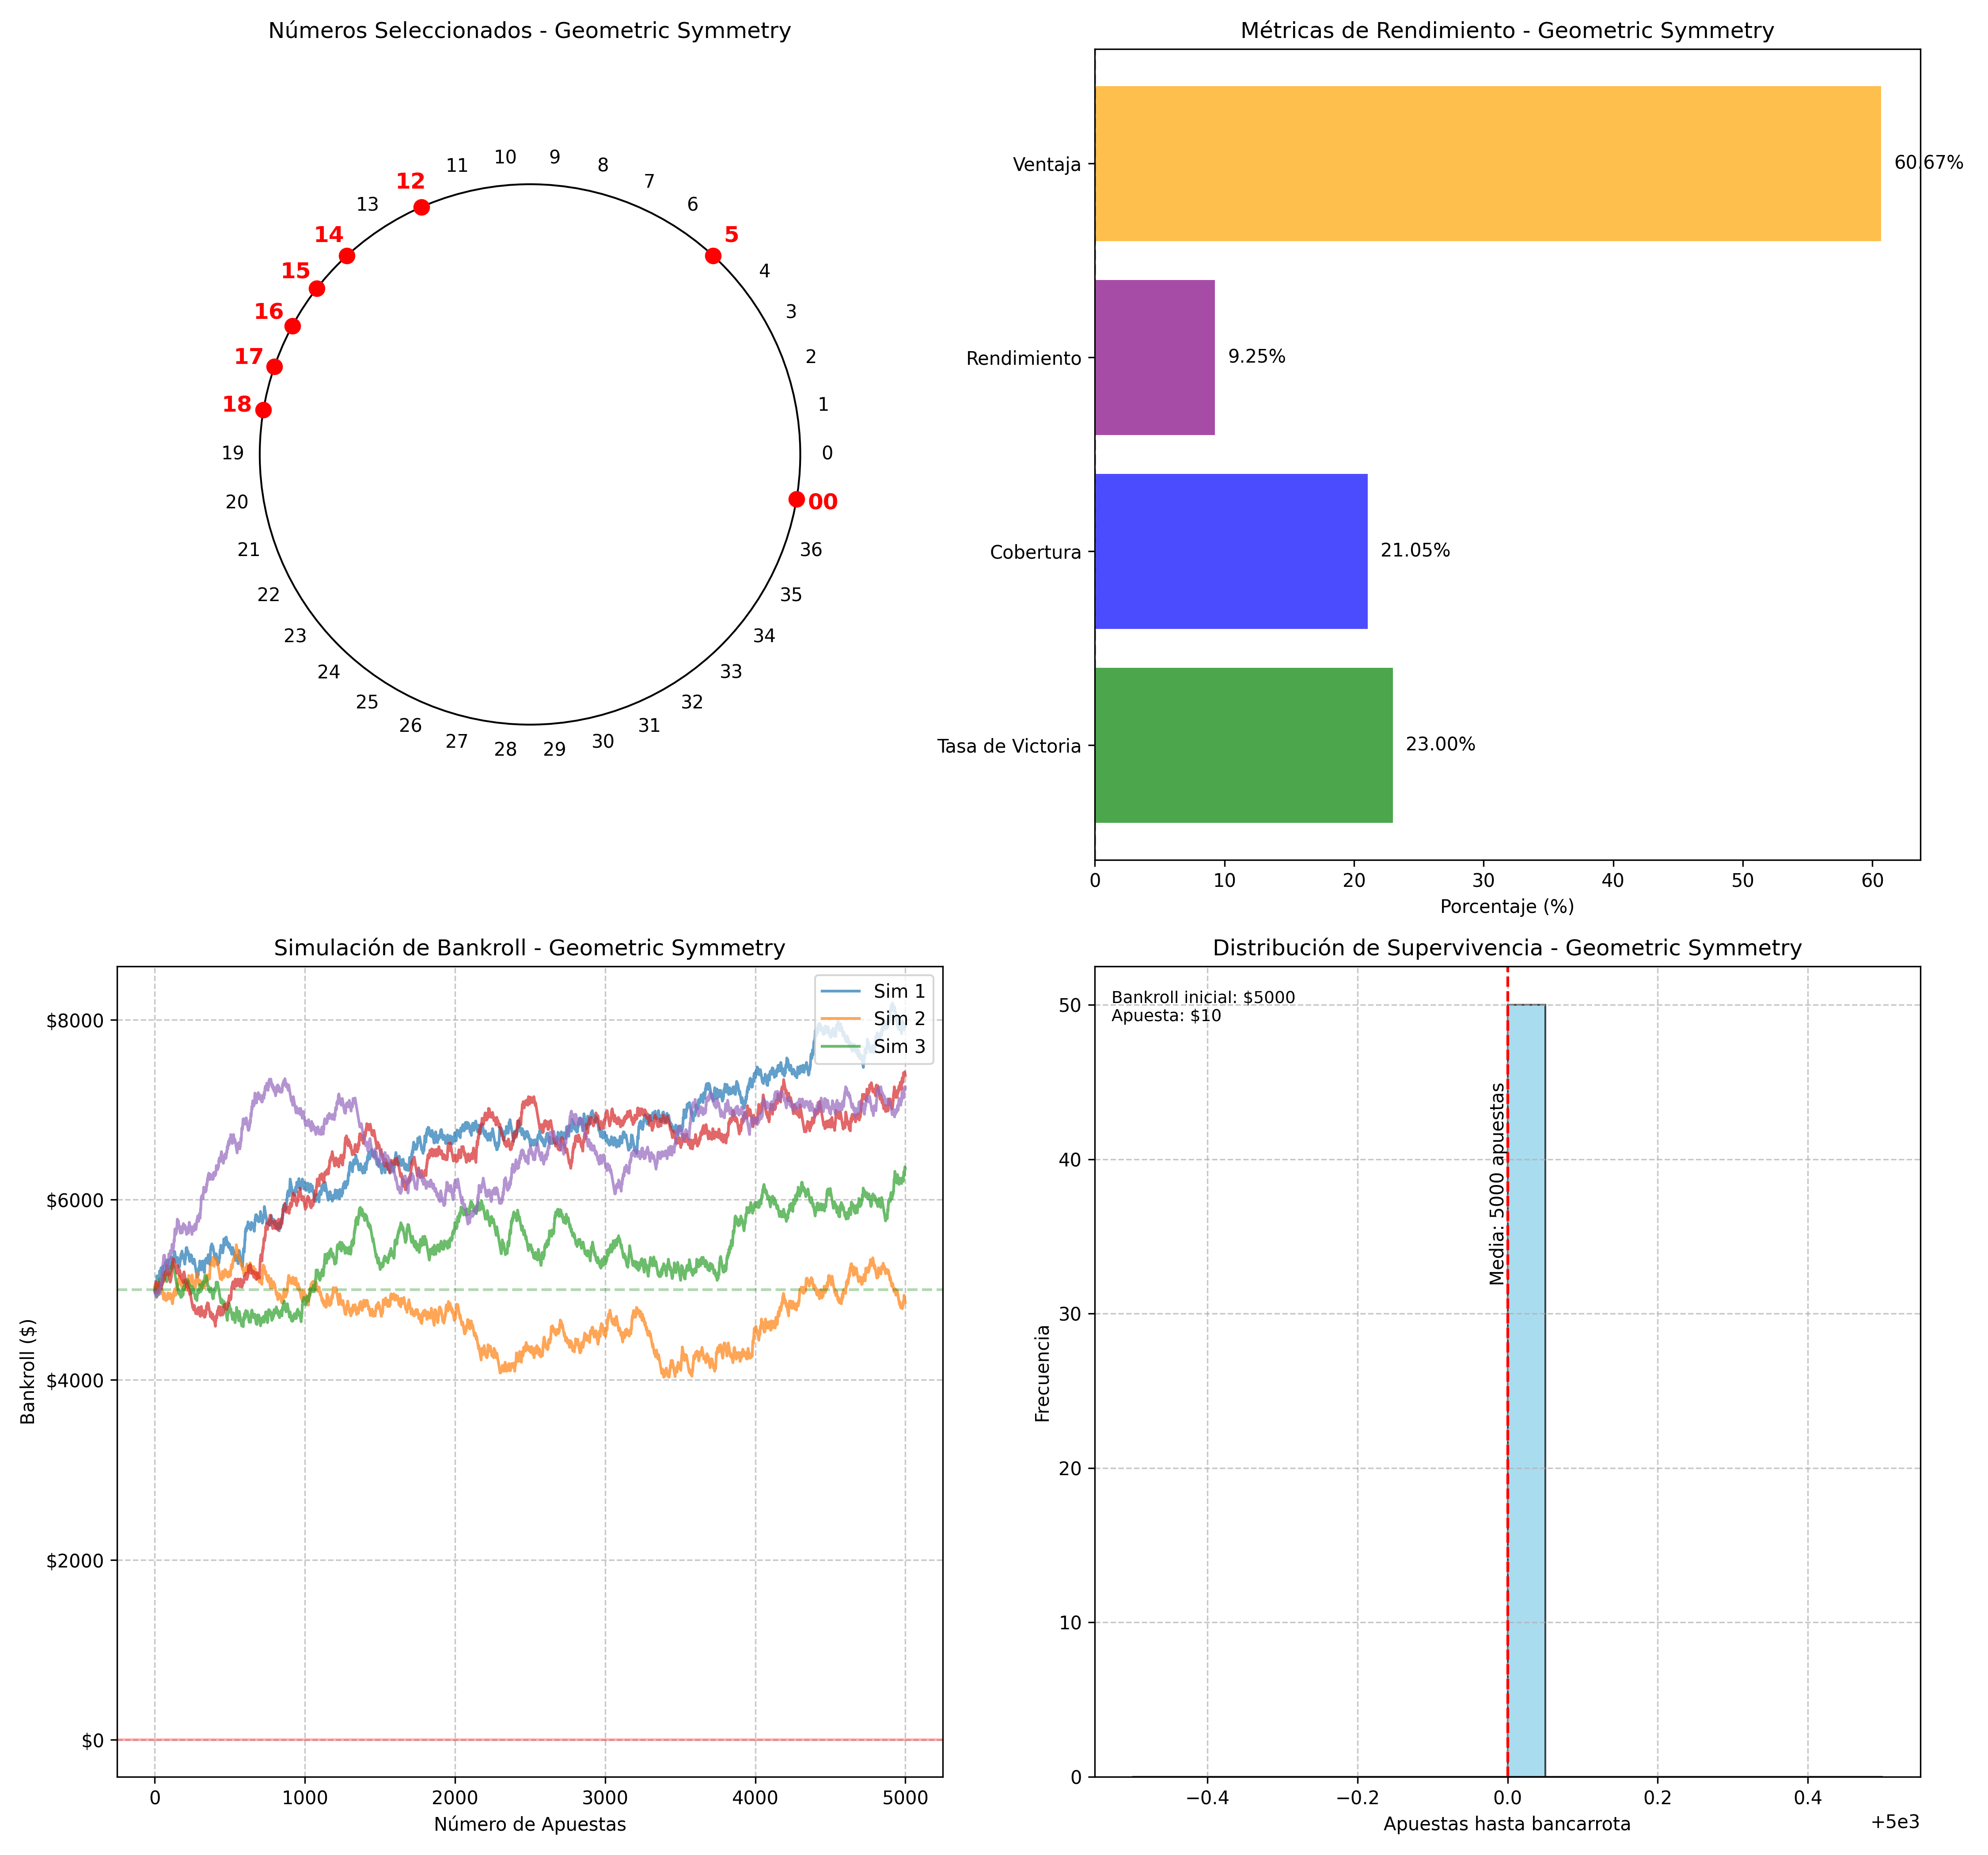 Números Seleccionados - Geometric Symmetry
0
1
2
3
4
5
6
7
8
9
10
11
12
13
14
15
16
17
18
19
20
21
22
23
24
25
26
27
28
29
30
31
32
33
34
35
36
00
Métricas de Rendimiento - Geometric Symmetry
Ventaja
60.67%
Rendimiento
9.25%
Cobertura
21.05%
Tasa de Victoria
23.00%
0 10 20 30 40 50 60
Porcentaje (%)
Simulación de Bankroll - Geometric Symmetry
Sim 1
Sim 2
Sim 3
Bankroll ($)
$8000
$6000
$4000
$2000
$0
0 1000 2000 3000 4000 5000
Número de Apuestas
Distribución de Supervivencia - Geometric Symmetry
Bankroll inicial: $5000
Apuesta: $10
Media: 5000 apuestas
Frecuencia
50
40
30
20
10
0
−0.4 −0.2 0.0 0.2 0.4
+5e3
Apuestas hasta bancarrota